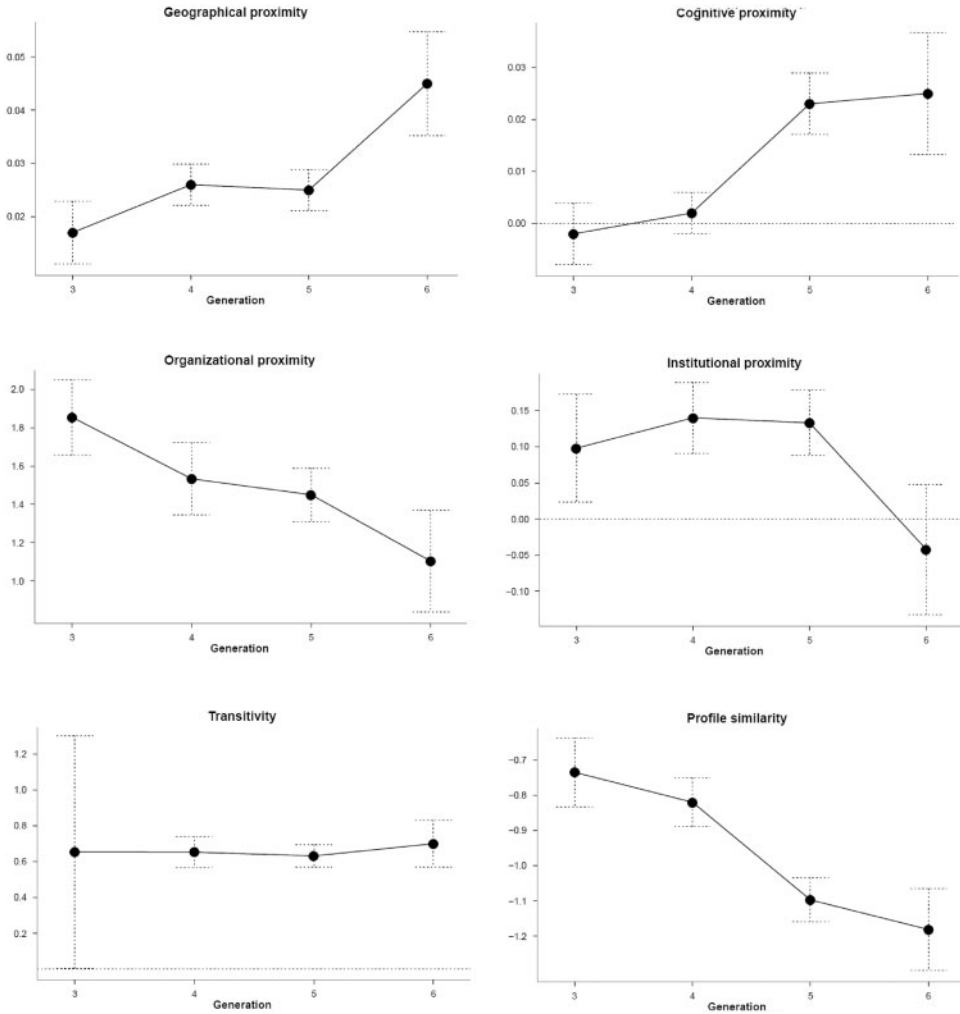 Geographical proximity
0.05
0.04
0.03
0.02
3 4 5 6
Generation
Cognitive proximity
0.03
0.02
0.01
0.00
3 4 5 6
Generation
Organizational proximity
2.0
1.8
1.6
1.4
1.2
1.0
3 4 5 6
Generation
Institutional proximity
0.15
0.10
0.05
0.00
−0.05
−0.10
3 4 5 6
Generation
Transitivity
1.2
1.0
0.8
0.6
0.4
0.2
3 4 5 6
Generation
Profile similarity
−0.7
−0.8
−0.9
−1.0
−1.1
−1.2
3 4 5 6
Generation